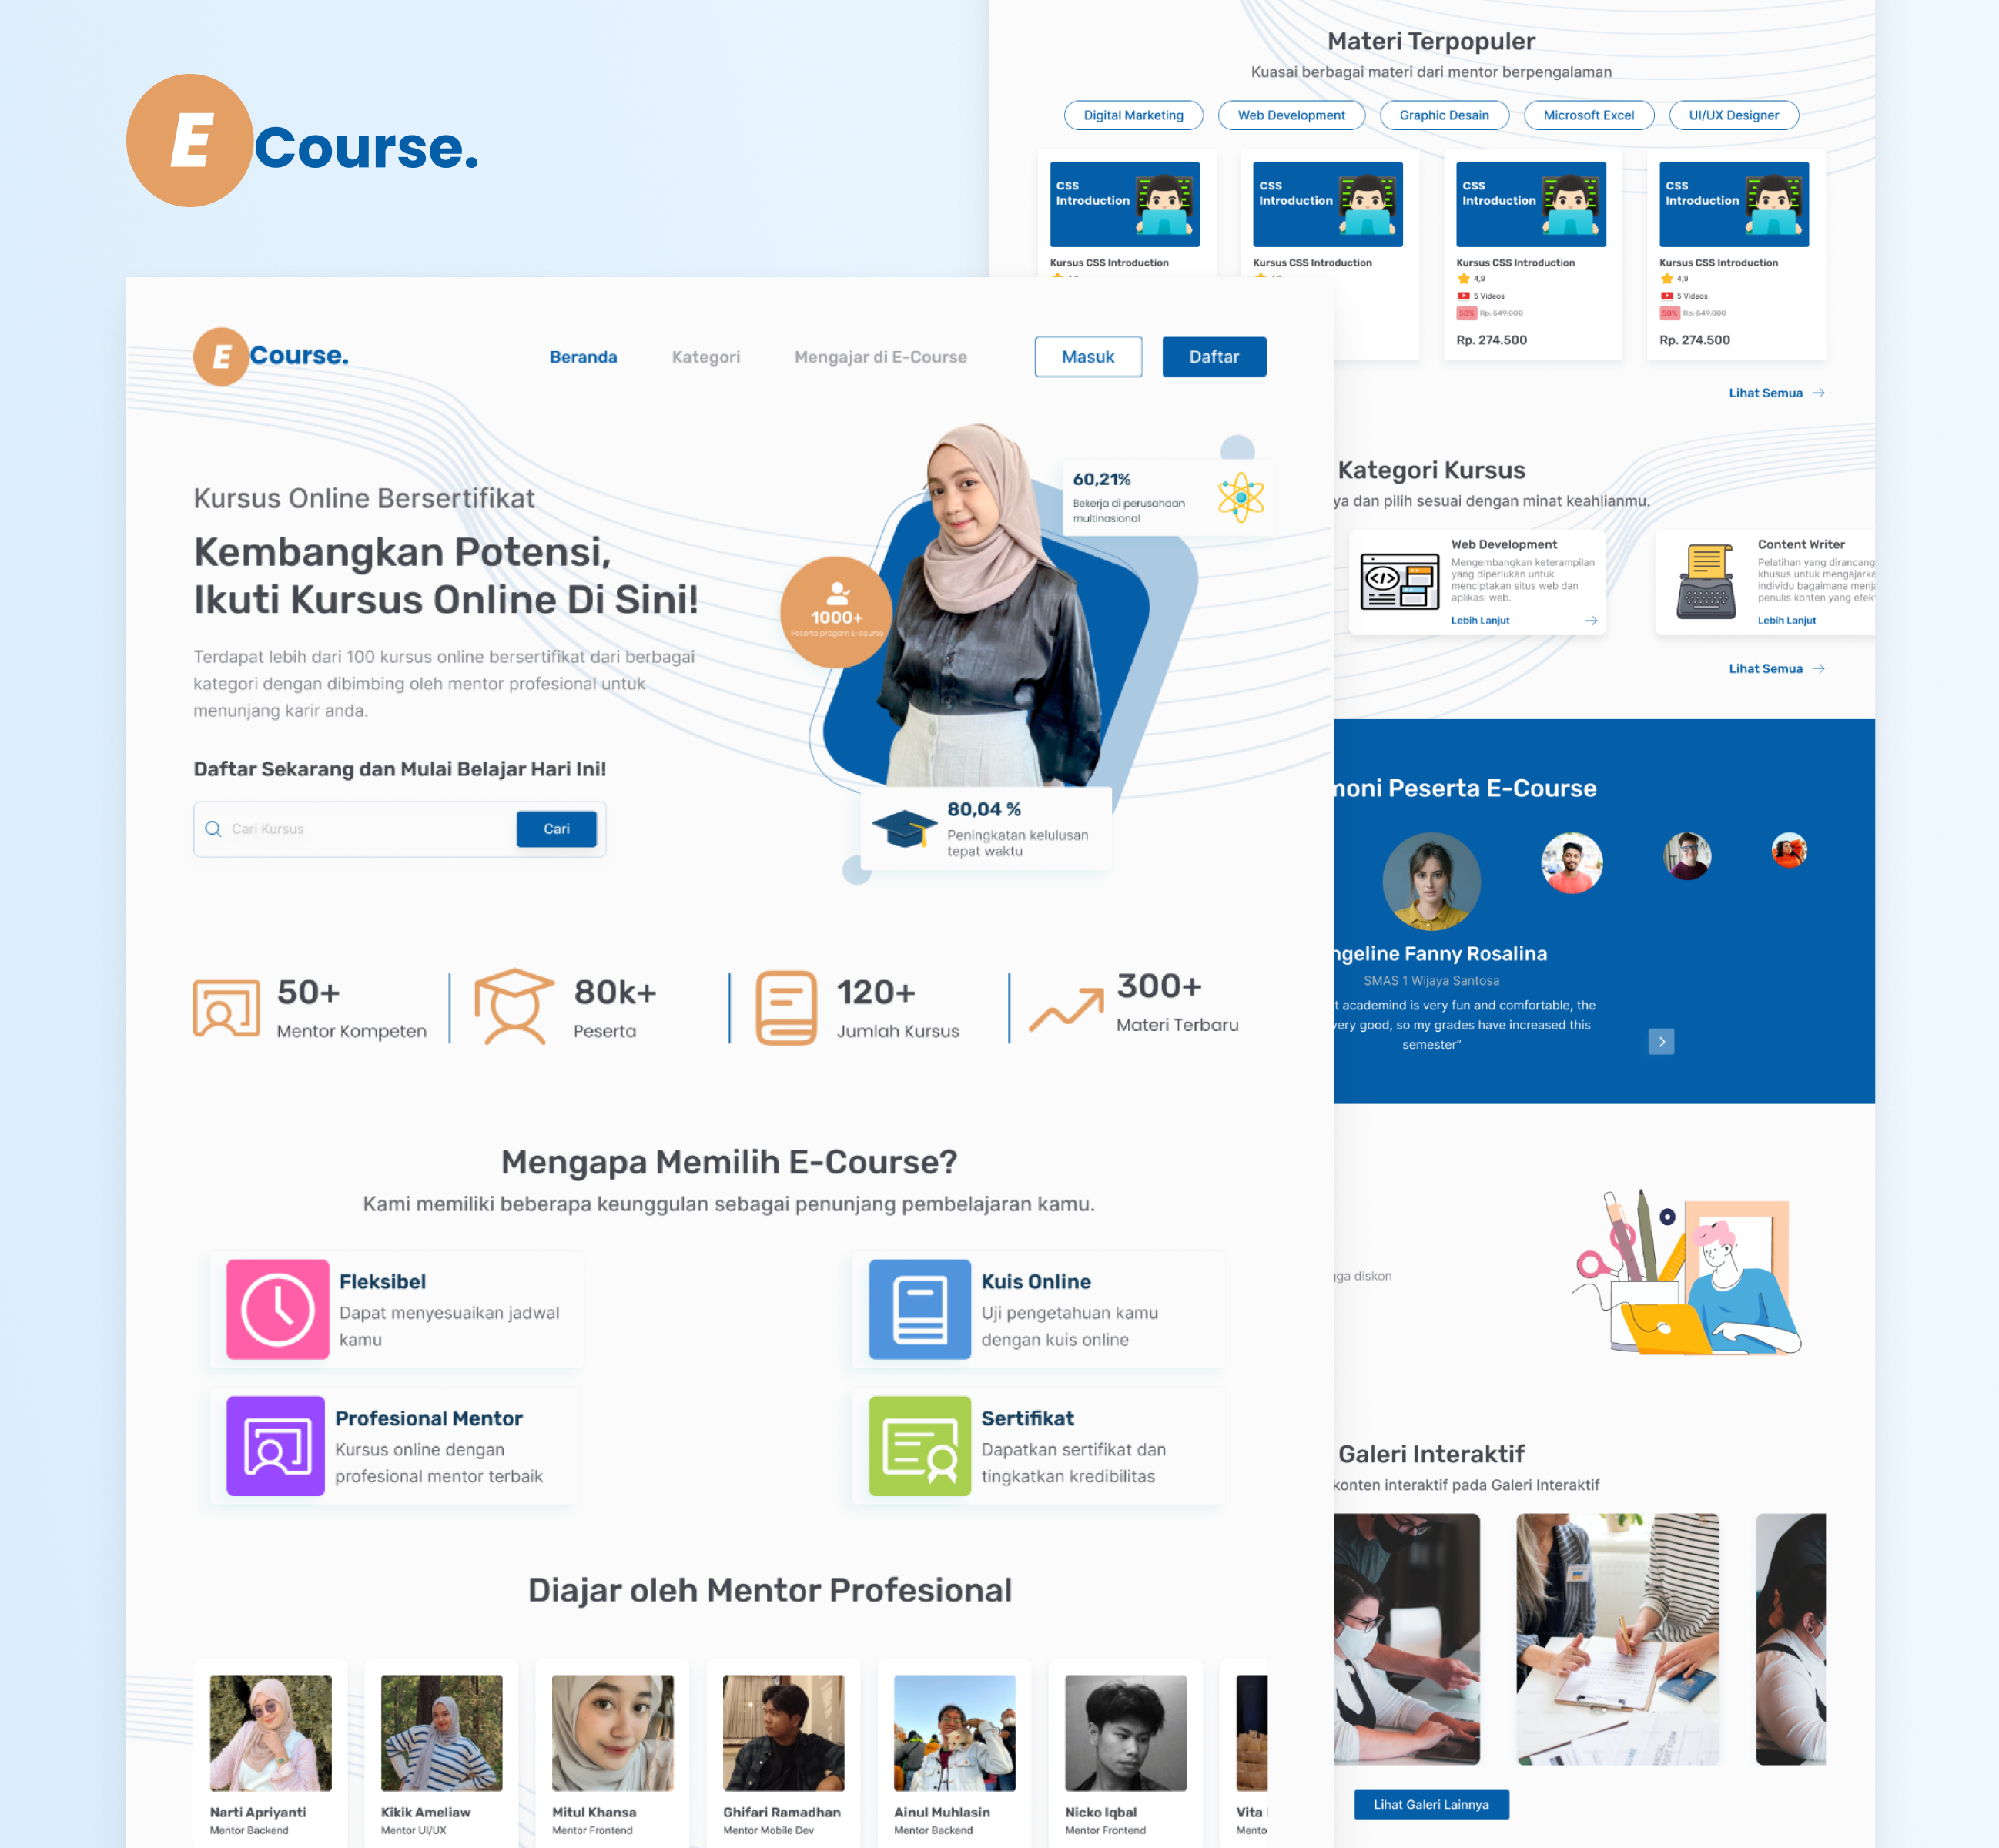 E Course.
E Course.
Beranda
Kategori
Mengajar di E-Course
Masuk
Daftar
Kursus Online Bersertifikat
Kembangkan Potensi,
Ikuti Kursus Online Di Sini!
Terdapat lebih dari 100 kursus online bersertifikat dari berbagai
kategori dengan dibimbing oleh mentor profesional untuk
menunjang karir anda.
Daftar Sekarang dan Mulai Belajar Hari Ini!
Cari Kursus
Cari
60,21%
Bekerja di perusahaan
multinasional
1000+
Peserta progam E-course
80,04 %
Peningkatan kelulusan
tepat waktu
50+
Mentor Kompeten
80k+
Peserta
120+
Jumlah Kursus
300+
Materi Terbaru
Mengapa Memilih E-Course?
Kami memiliki beberapa keunggulan sebagai penunjang pembelajaran kamu.
Fleksibel
Dapat menyesuaikan jadwal
kamu
Kuis Online
Uji pengetahuan kamu
dengan kuis online
Profesional Mentor
Kursus online dengan
profesional mentor terbaik
Sertifikat
Dapatkan sertifikat dan
tingkatkan kredibilitas
Diajar oleh Mentor Profesional
Narti Apriyanti
Mentor Backend
Kikik Ameliaw
Mentor UI/UX
Mitul Khansa
Mentor Frontend
Ghifari Ramadhan
Mentor Mobile Dev
Ainul Muhlasin
Mentor Backend
Nicko Iqbal
Mentor Frontend
Vita
Mento
Materi Terpopuler
Kuasai berbagai materi dari mentor berpengalaman
Digital Marketing
Web Development
Graphic Desain
Microsoft Excel
UI/UX Designer
CSS
Introduction
Kursus CSS Introduction
CSS
Introduction
Kursus CSS Introduction
CSS
Introduction
Kursus CSS Introduction
4,9
5 Videos
50% Rp. 549.000
Rp. 274.500
CSS
Introduction
Kursus CSS Introduction
4,9
5 Videos
50% Rp. 549.000
Rp. 274.500
Lihat Semua
Kategori Kursus
ya dan pilih sesuai dengan minat keahlianmu.
Web Development
Mengembangkan keterampilan
yang diperlukan untuk
menciptakan situs web dan
aplikasi web.
Lebih Lanjut
Content Writer
Pelatihan yang dirancang
khusus untuk mengajarka
individu bagaimana menja
penulis konten yang efek
Lebih Lanjut
Lihat Semua
moni Peserta E-Course
ngeline Fanny Rosalina
SMAS 1 Wijaya Santosa
t academind is very fun and comfortable, the
very good, so my grades have increased this
semester”
gga diskon
Galeri Interaktif
konten interaktif pada Galeri Interaktif
Lihat Galeri Lainnya